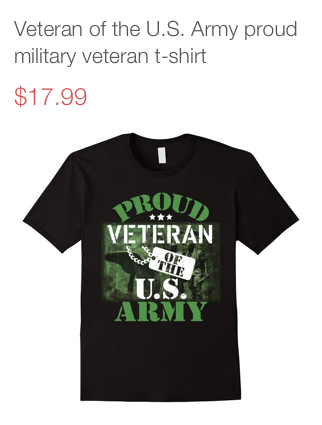 Veteran of the U.S. Army proud
military veteran t-shirt
$17.99
PROUD
VETERAN
OF
THE
U.S.
ARMY